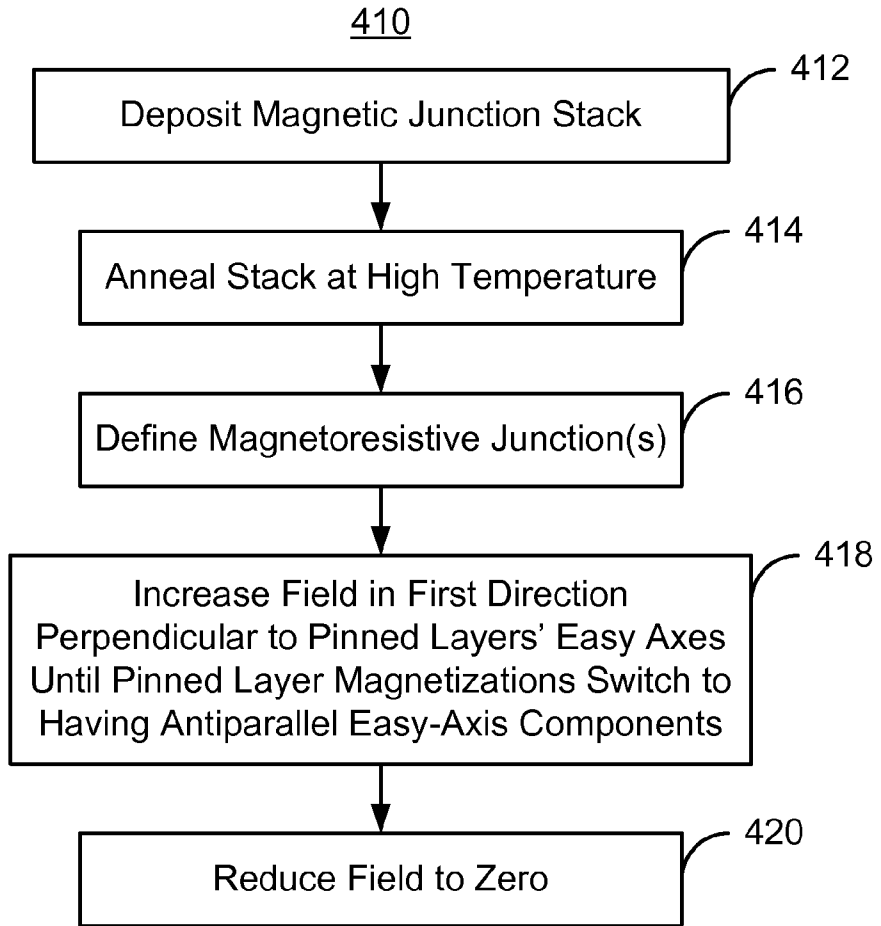 410
412
Deposit Magnetic Junction Stack
414
Anneal Stack at High Temperature
416
Define Magnetoresistive Junction(s)
418
Increase Field in First Direction
Perpendicular to Pinned Layers' Easy Axes
Until Pinned Layer Magnetizations Switch to
Having Antiparallel Easy-Axis Components
420
Reduce Field to Zero